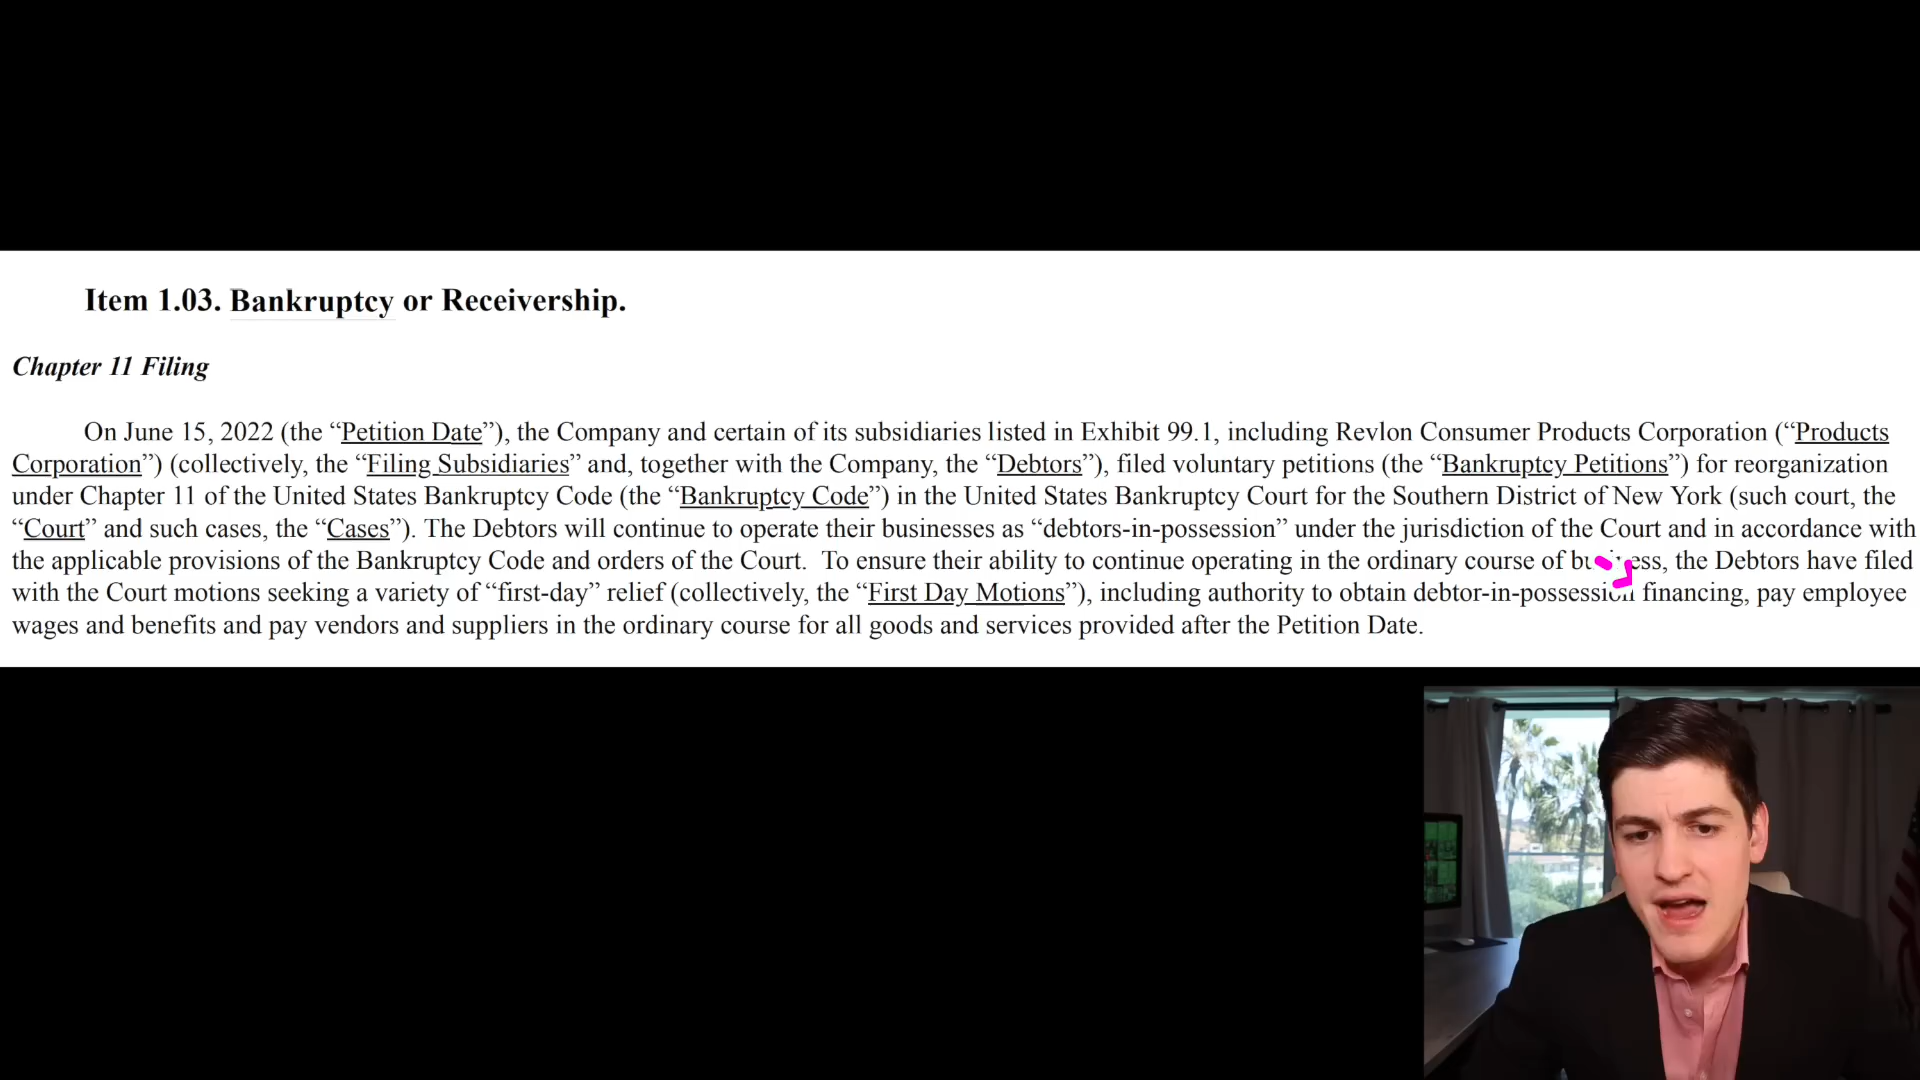 Item 1.03. Bankruptcy or Receivership.
Chapter 11 Filing
On June 15, 2022 (the “Petition Date”), the Company and certain of its subsidiaries listed in Exhibit 99.1, including Revlon Consumer Products Corporation (“Products
Corporation”) (collectively, the “Filing Subsidiaries” and, together with the Company, the “Debtors”), filed voluntary petitions (the “Bankruptcy Petitions”) for reorganization
under Chapter 11 of the United States Bankruptcy Code (the “Bankruptcy Code”) in the United States Bankruptcy Court for the Southern District of New York (such court, the
“Court” and such cases, the “Cases”). The Debtors will continue to operate their businesses as “debtors-in-possession” under the jurisdiction of the Court and in accordance with
the applicable provisions of the Bankruptcy Code and orders of the Court. To ensure their ability to continue operating in the ordinary course of business, the Debtors have filed
with the Court motions seeking a variety of “first-day” relief (collectively, the “First Day Motions”), including authority to obtain debtor-in-possession financing, pay employee
wages and benefits and pay vendors and suppliers in the ordinary course for all goods and services provided after the Petition Date.